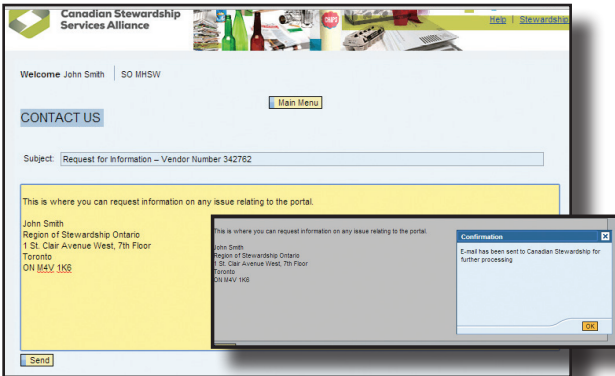 Canadian Stewardship
Services Alliance
CHIPS
Help | Stewardship
Welcome John Smith | SO MHSW
Main Menu
CONTACT US
Subject: Request for Information – Vendor Number 342762
This is where you can request information on any issue relating to the portal.
John Smith
Region of Stewardship Ontario
1 St. Clair Avenue West, 7th Floor
Toronto
ON M4V 1K6
Send
This is where you can request information on any issue relating to the portal.
John Smith
Region of Stewardship Ontario
1 St. Clair Avenue West, 7th Floor
Toronto
ON M4V 1K6
Confirmation
E-mail has been sent to Canadian Stewardship for
further processing
OK